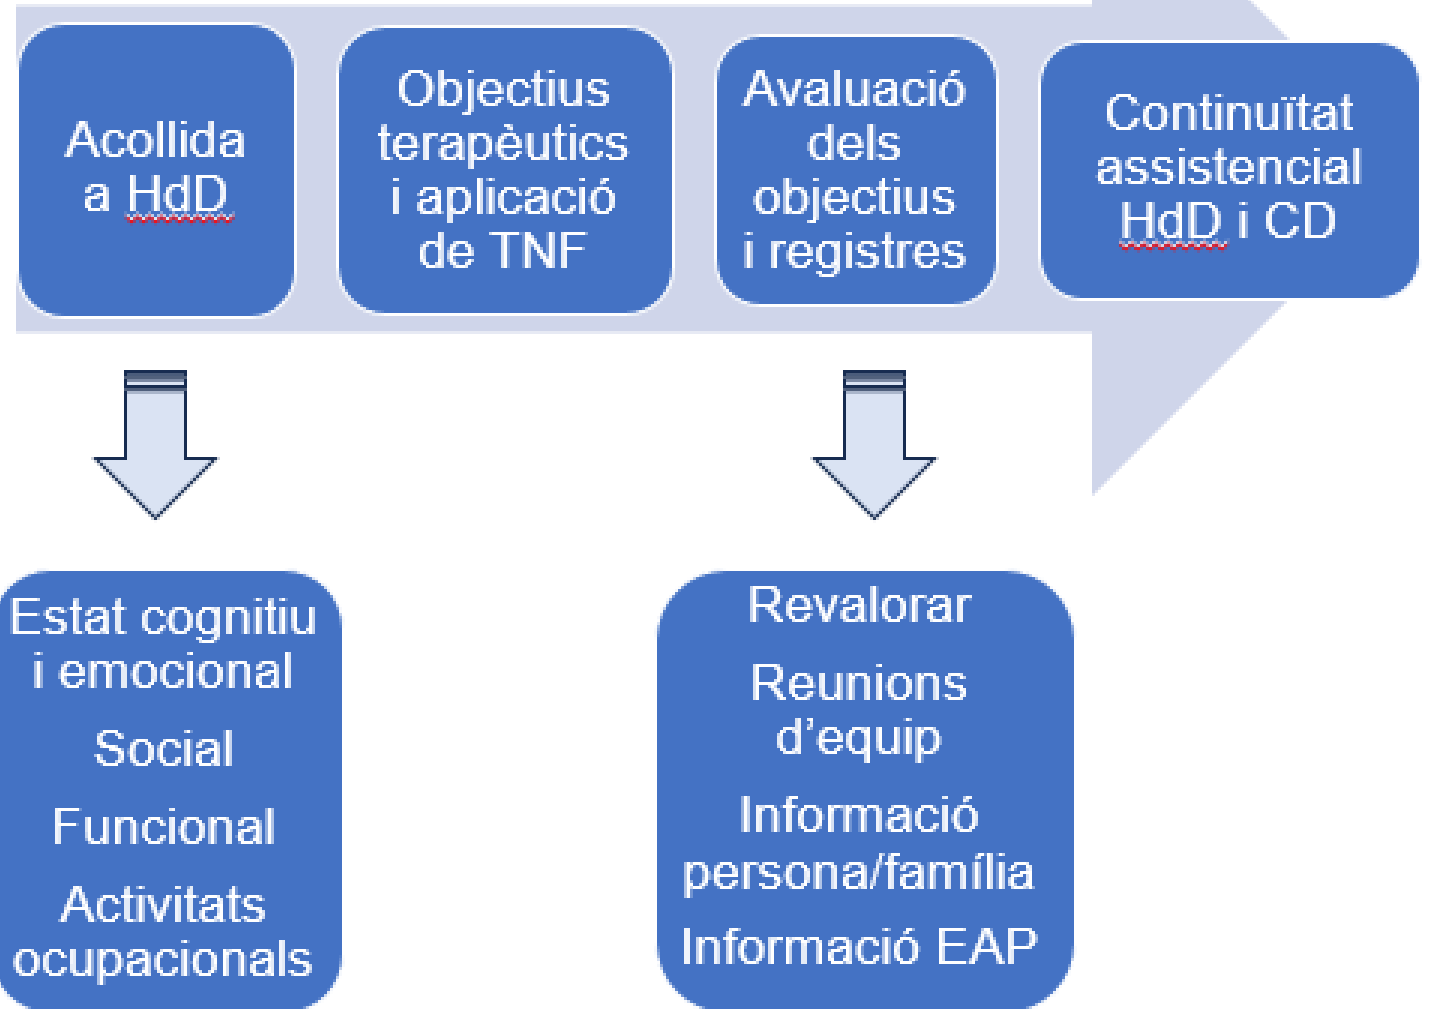 Acollida
a HdD
Objectius
terapèutics
i aplicació
de TNF
Avaluació
dels
objectius
i registres
Continuïtat
assistencial
HdD i CD
Estat cognitiu
i emocional
Social
Funcional
Activitats
ocupacionals
Revalorar
Reunions
d’equip
Informació
persona/família
Informació EAP